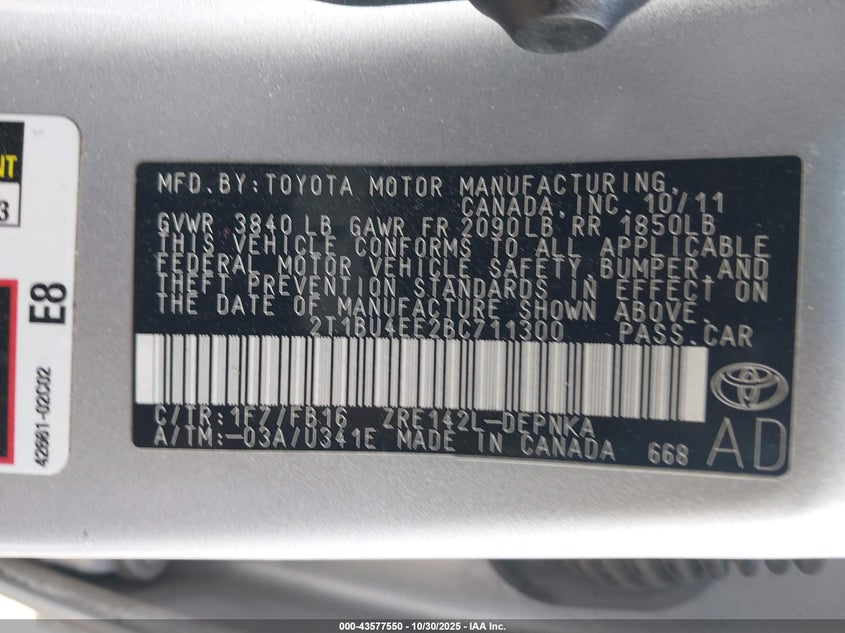 NT
3
E8
42661-02C02
MFD. BY: TOYOTA MOTOR MANUFACTURING,
CANADA, INC. 10/11
GVWR 3840 LB GAWR FR 2090LB RR 1850LB
THIS VEHICLE CONFORMS TO ALL APPLICABLE
FEDERAL MOTOR VEHICLE SAFETY, BUMPER, AND
THEFT PREVENTION STANDARDS IN EFFECT ON
THE DATE OF MANUFACTURE SHOWN ABOVE.
2T1BU4EE2BC711300 PASS. CAR
C/TR: 1F7/FB16 ZRE142L-DEPNKA
A/TM: -03A/U341E MADE IN CANADA 668
AD
000-43577550 - 10/30/2025 - IAA Inc.